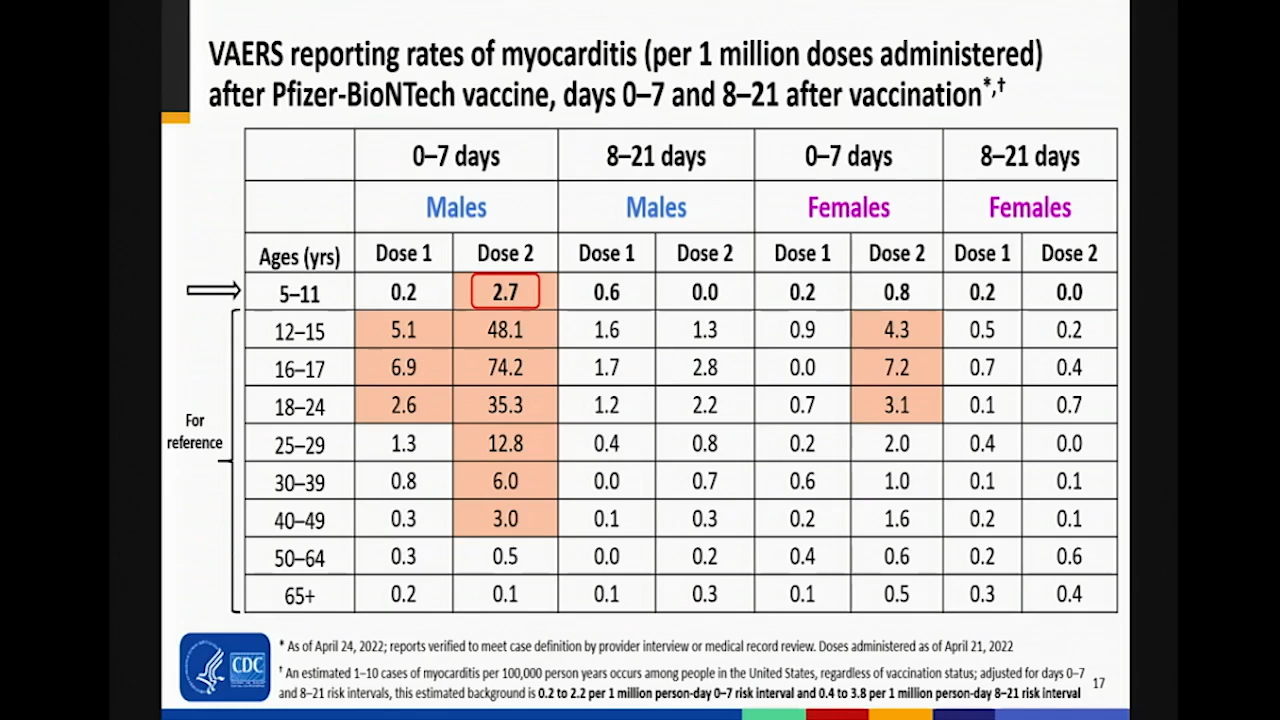 VAERS reporting rates of myocarditis (per 1 million doses administered)
after Pfizer-BioNTech vaccine, days 0–7 and 8–21 after vaccination*,†
0–7 days 8–21 days 0–7 days 8–21 days
Males Males Females Females
Ages (yrs) Dose 1 Dose 2 Dose 1 Dose 2 Dose 1 Dose 2 Dose 1 Dose 2
5–11 0.2 2.7 0.6 0.0 0.2 0.8 0.2 0.0
12–15 5.1 48.1 1.6 1.3 0.9 4.3 0.5 0.2
16–17 6.9 74.2 1.7 2.8 0.0 7.2 0.7 0.4
18–24 2.6 35.3 1.2 2.2 0.7 3.1 0.1 0.7
25–29 1.3 12.8 0.4 0.8 0.2 2.0 0.4 0.0
30–39 0.8 6.0 0.0 0.7 0.6 1.0 0.1 0.1
40–49 0.3 3.0 0.1 0.3 0.2 1.6 0.2 0.1
50–64 0.3 0.5 0.0 0.2 0.4 0.6 0.2 0.6
65+ 0.2 0.1 0.1 0.3 0.1 0.5 0.3 0.4
For
reference
* As of April 24, 2022; reports verified to meet case definition by provider interview or medical record review. Doses administered as of April 21, 2022
† An estimated 1–10 cases of myocarditis per 100,000 person years occurs among people in the United States, regardless of vaccination status; adjusted for days 0–7
and 8–21 risk intervals, this estimated background is 0.2 to 2.2 per 1 million person-day 0–7 risk interval and 0.4 to 3.8 per 1 million person-day 8–21 risk interval
CDC
17